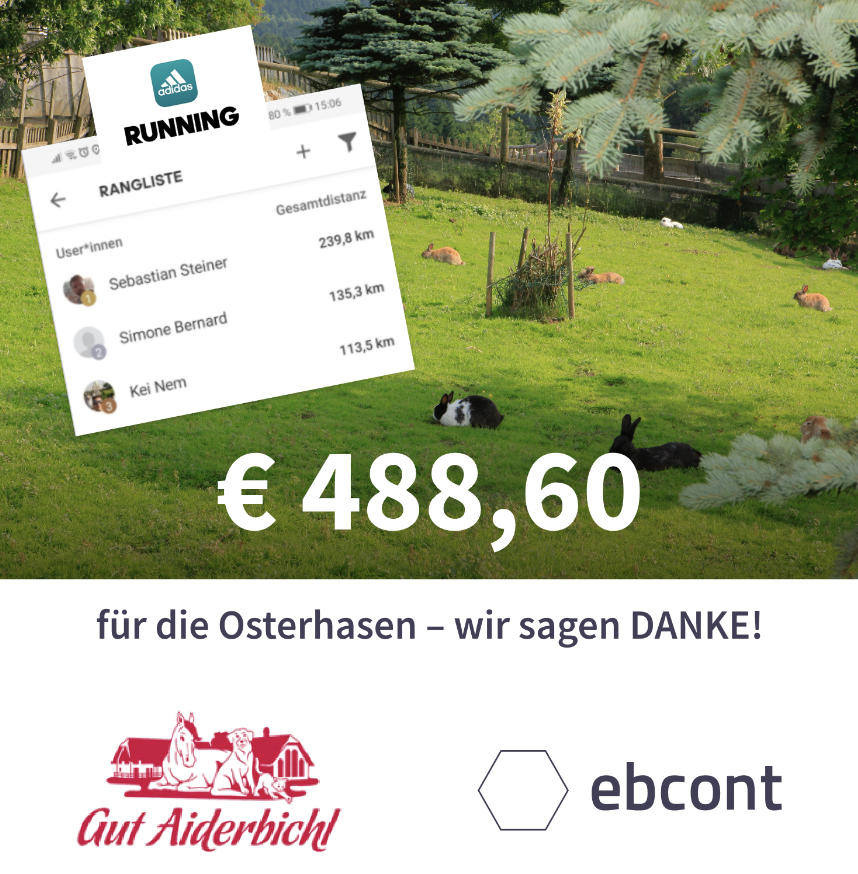 adidas
RUNNING
80 % 15:06
RANGLISTE
Gesamtdistanz
User*innen
239,8 km
1
Sebastian Steiner
135,3 km
2
Simone Bernard
113,5 km
3
Kei Nem
€ 488,60
für die Osterhasen – wir sagen DANKE!
Gut Aiderbichl
ebcont